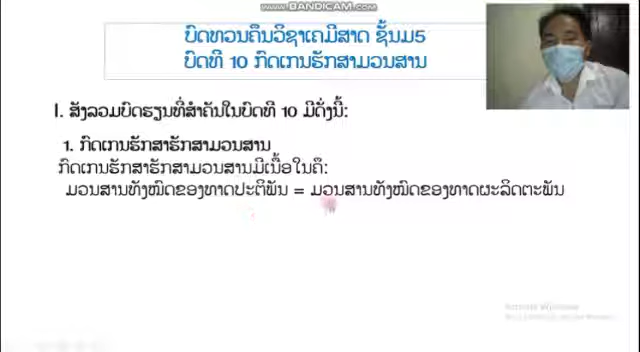 WWW.BANDICAM.COM
ບົດທວນຄືນວິຊາເຄມີສາດ ຊັ້ນມ5
ບົດທີ 10 ກົດເກນຮັກສາມວນສານ
I. ສັງລວມບົດຮຽນທີ່ສຳຄັນໃນບົດທີ 10 ມີດັ່ງນີ້:
1. ກົດເກນຮັກສາຮັກສາມວນສານ
ກົດເກນຮັກສາຮັກສາມວນສານມີເນື້ອໃນຄື:
ມວນສານທັງໝົດຂອງທາດປະຕິພັນ = ມວນສານທັງໝົດຂອງທາດຜະລິດຕະພັນ
Activate Windows